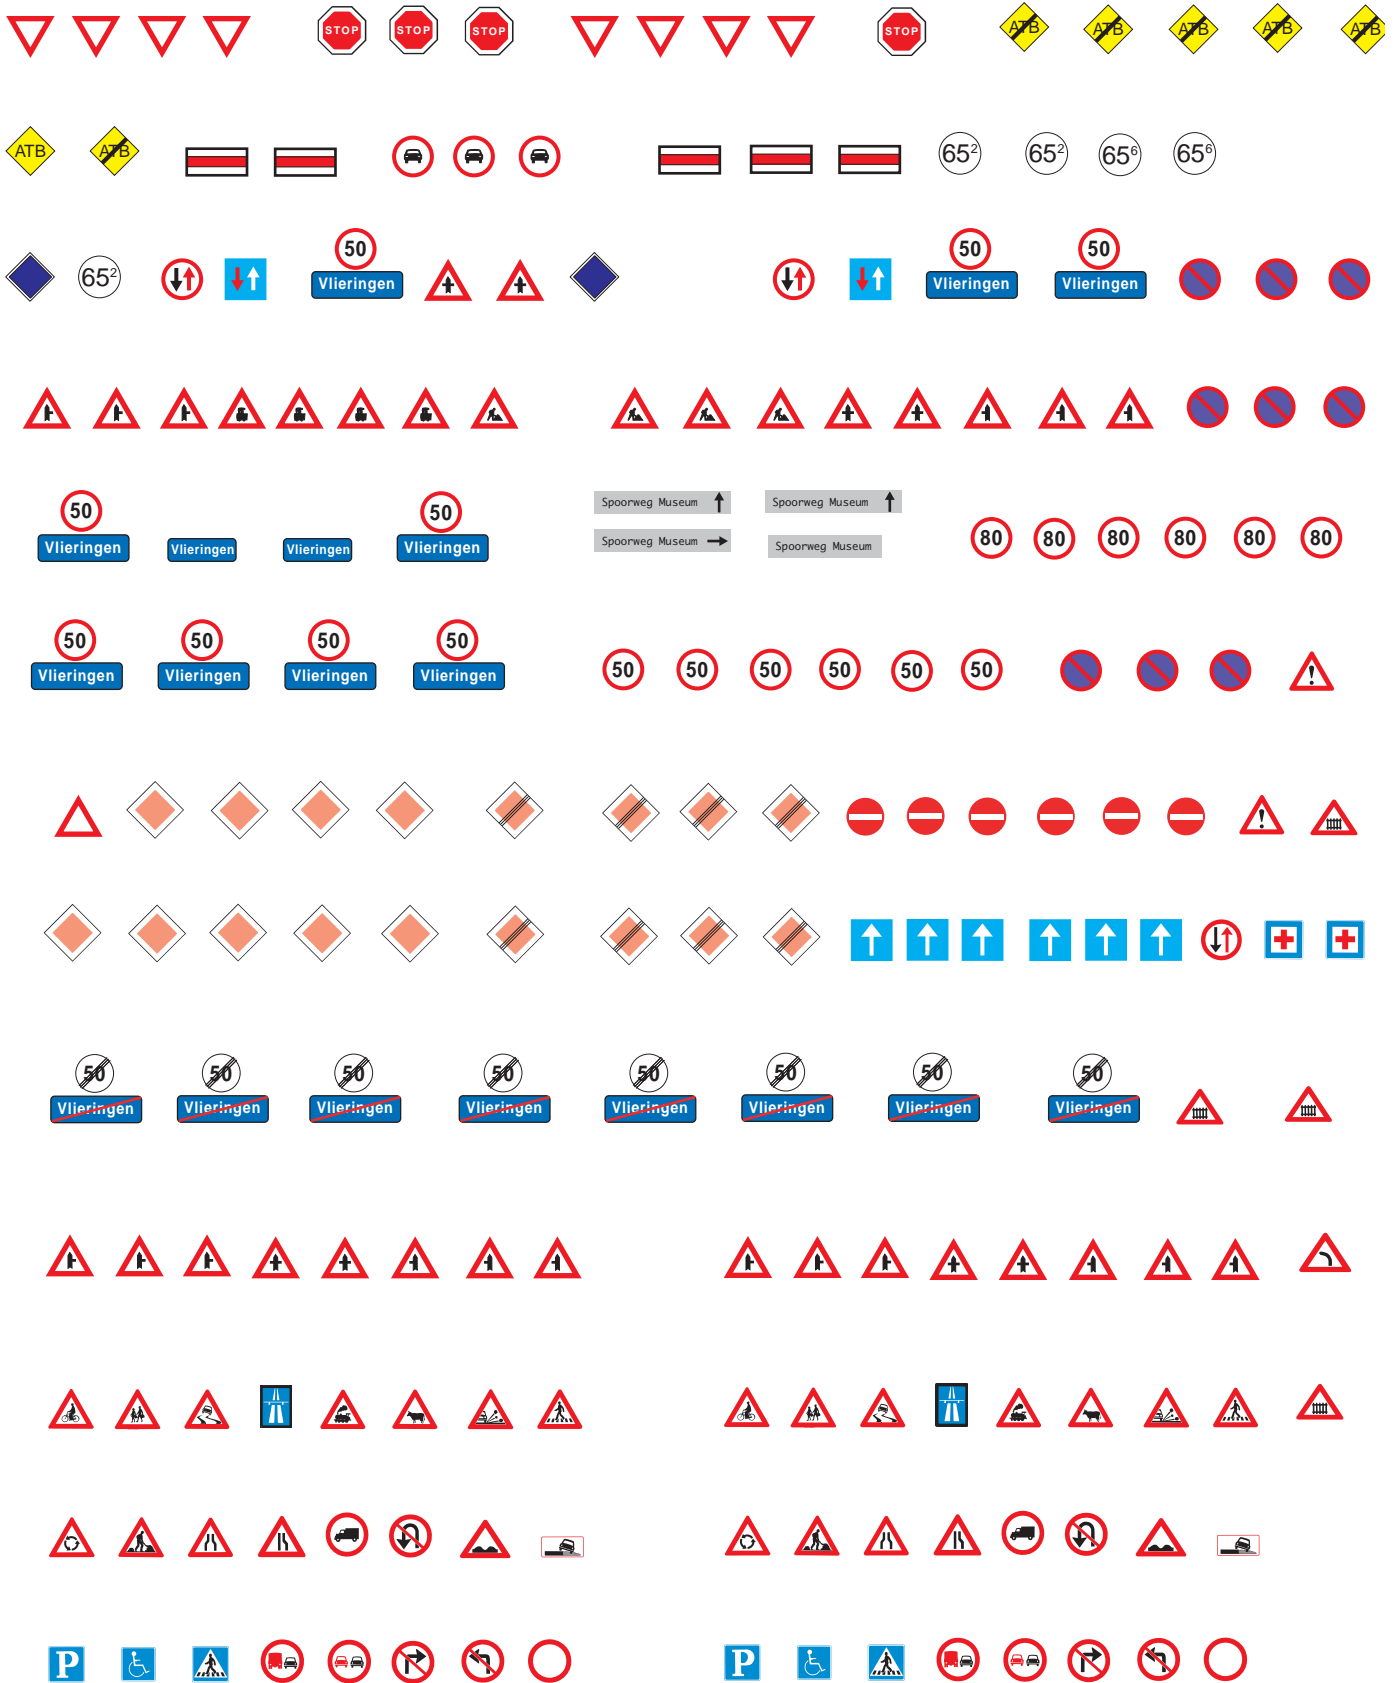 STOP STOP STOP STOP ATB ATB ATB ATB ATB
ATB ATB 65² 65² 65⁶ 65⁶
50 50 50
65² Vlieringen Vlieringen Vlieringen
50 50
Spoorweg Museum Spoorweg Museum
Vlieringen Vlieringen Vlieringen Vlieringen
Spoorweg Museum Spoorweg Museum
80 80 80 80 80 80
50 50 50 50
Vlieringen Vlieringen Vlieringen Vlieringen
50 50 50 50 50 50
!
!
50 50 50 50 50 50 50 50
Vlieringen Vlieringen Vlieringen Vlieringen Vlieringen Vlieringen Vlieringen Vlieringen
P P